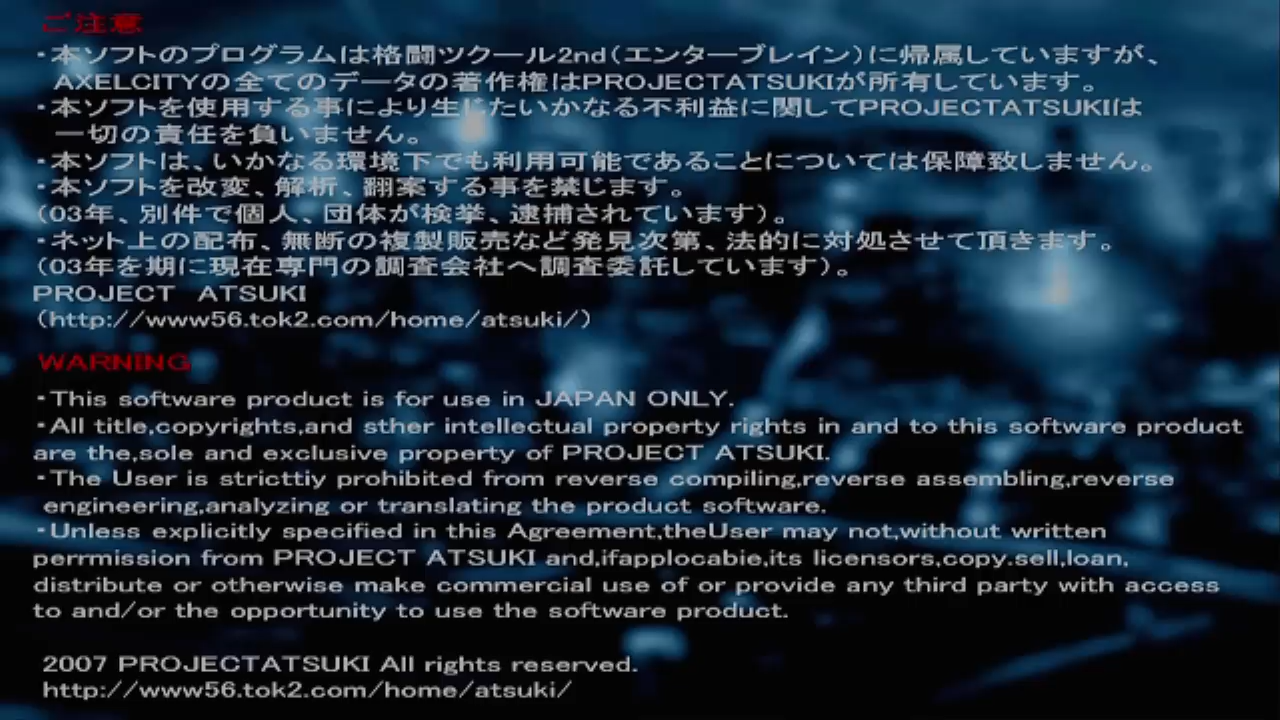 ご注意
・本ソフトのプログラムは格闘ツクール2nd(エンターブレイン)に帰属していますが、
AXELCITYの全てのデータの著作権はPROJECTATSUKIが所有しています。
・本ソフトを使用する事により生じたいかなる不利益に関してPROJECTATSUKIは
一切の責任を負いません。
・本ソフトは、いかなる環境下でも利用可能であることについては保障致しません。
・本ソフトを改変、解析、翻案する事を禁じます。
(03年、別件で個人、団体が検挙、逮捕されています)。
・ネット上の配布、無断の複製販売など発見次第、法的に対処させて頂きます。
(03年を期に現在専門の調査会社へ調査委託しています)。
PROJECT ATSUKI
(http://www56.tok2.com/home/atsuki/)
WARNING
・This software product is for use in JAPAN ONLY.
・All title,copyrights,and sther intellectual property rights in and to this software product
are the,sole and exclusive property of PROJECT ATSUKI.
・The User is stricttiy prohibited from reverse compiling,reverse assembling,reverse
engineering,analyzing or translating the product software.
・Unless explicitly specified in this Agreement,theUser may not,without written
perrmission from PROJECT ATSUKI and,ifapplocabie,its licensors,copy.sell,loan,
distribute or otherwise make commercial use of or provide any third party with access
to and/or the opportunity to use the software product.
2007 PROJECTATSUKI All rights reserved.
http://www56.tok2.com/home/atsuki/